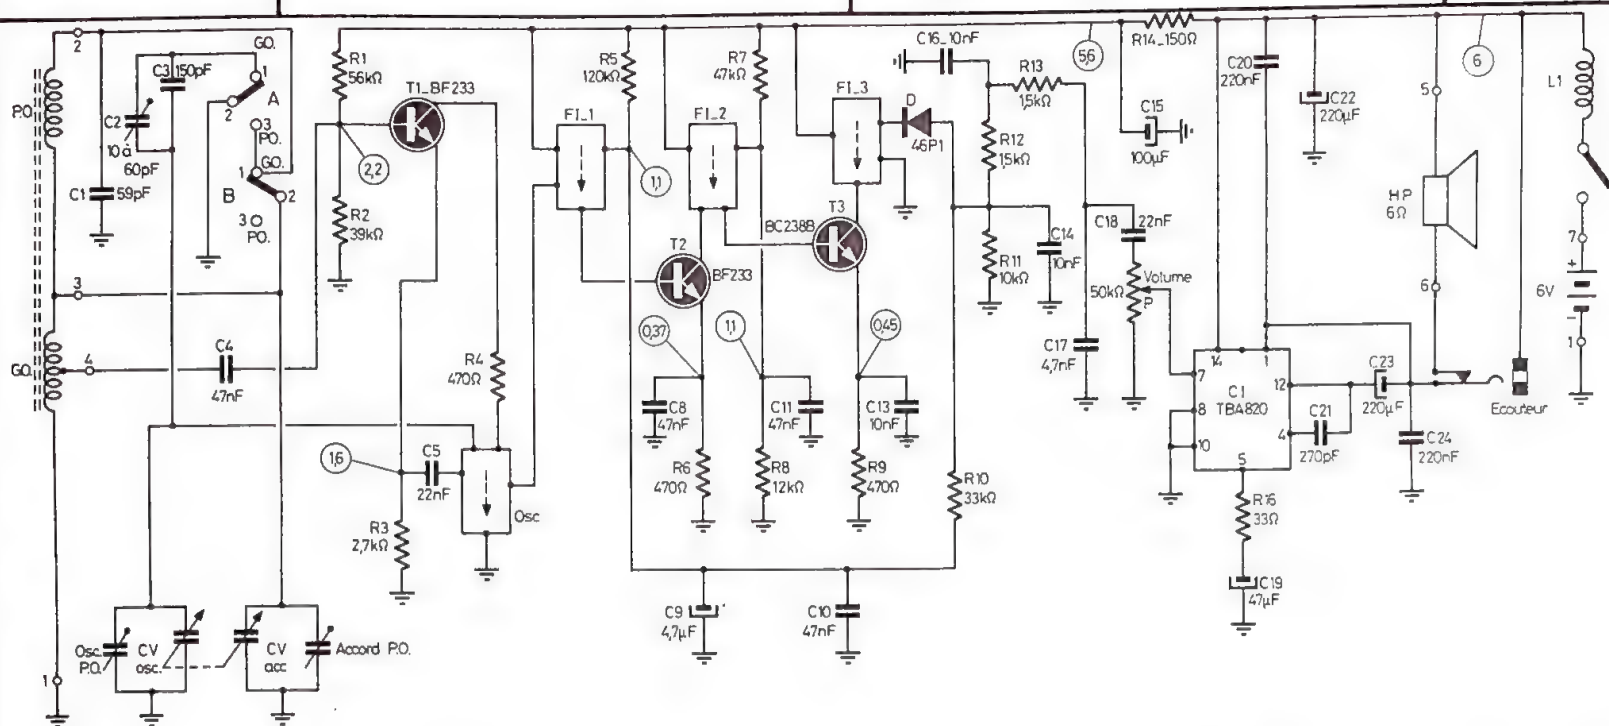 2
GO.
C3 150pF
1
A
2
P.O.
C2
10 à
60pF
3
PO.
GO.
1
B
2
3
PO.
C1
59pF
3
GO.
4
C4
47nF
1
R1
56kΩ
T1_BF233
2,2
R2
39kΩ
R4
470Ω
1,6
C5
22nF
Osc
R3
2,7kΩ
Osc.
P.O.
CV
osc.
CV
acc
Accord P.O.
R5
120kΩ
FI_1
1,1
R7
47kΩ
FI_2
T2
BF233
0,37
1,1
0,45
C8
47nF
C11
47nF
C13
10nF
R6
470Ω
R8
12kΩ
R9
470Ω
R10
33kΩ
C9
4,7µF
C10
47nF
FI_3
D
46P1
T3
BC238B
C16_10nF
R13
1,5kΩ
R12
1,5kΩ
R11
10kΩ
C14
10nF
5,6
R14_150Ω
C15
100µF
C18
22nF
Volume
50kΩ
P
C17
4,7nF
C20
220nF
C22
220µF
6
L1
5
HP
6Ω
6
7
+
6V
-
1
14
1
7
C I
TBA820
12
8
10
4
5
C21
270pF
C23
220µF
C24
220nF
Ecouteur
R16
33Ω
C19
47µF